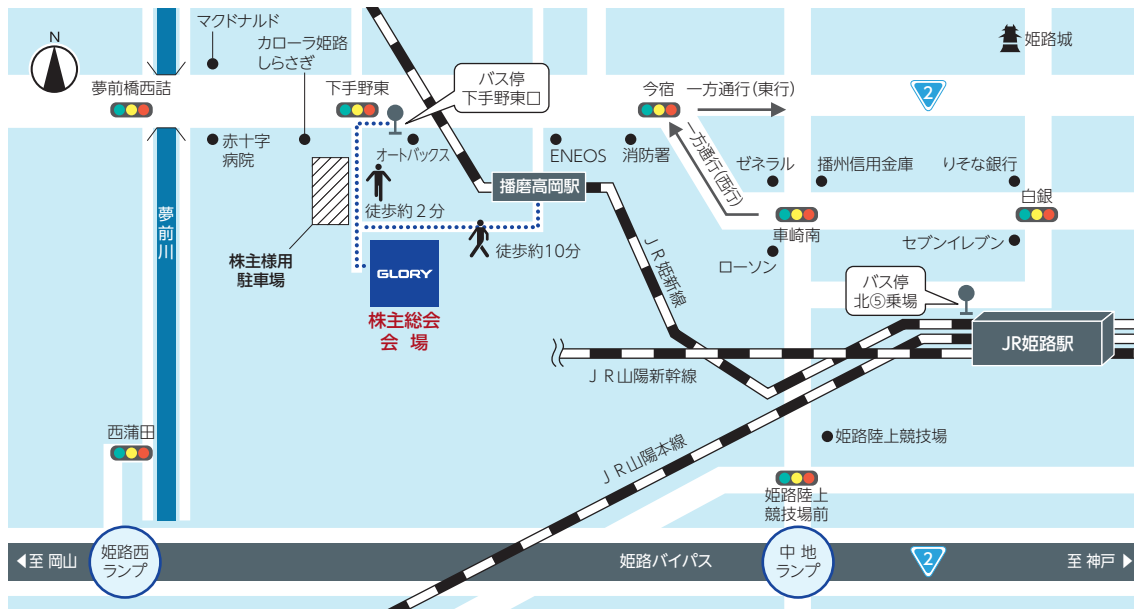 マクドナルド
N
カローラ姫路
しらさぎ
姫路城
夢前橋西詰
下手野東
バス停
下手野東口
今宿
一方通行(東行)
2
赤十字
病院
オートバックス
ENEOS
消防署
一方通行(西行)
ゼネラル
播州信用金庫
りそな銀行
播磨高岡駅
徒歩約2分
白銀
夢前川
車崎南
徒歩約10分
セブンイレブン
株主様用
駐車場
GLORY
JR姫新線
ローソン
バス停
北⑤乗場
株主総会
会 場
JR姫路駅
JR山陽新幹線
西蒲田
姫路陸上競技場
JR山陽本線
姫路陸上
競技場前
至 岡山
姫路西
ランプ
姫路バイパス
中 地
ランプ
2
至 神戸